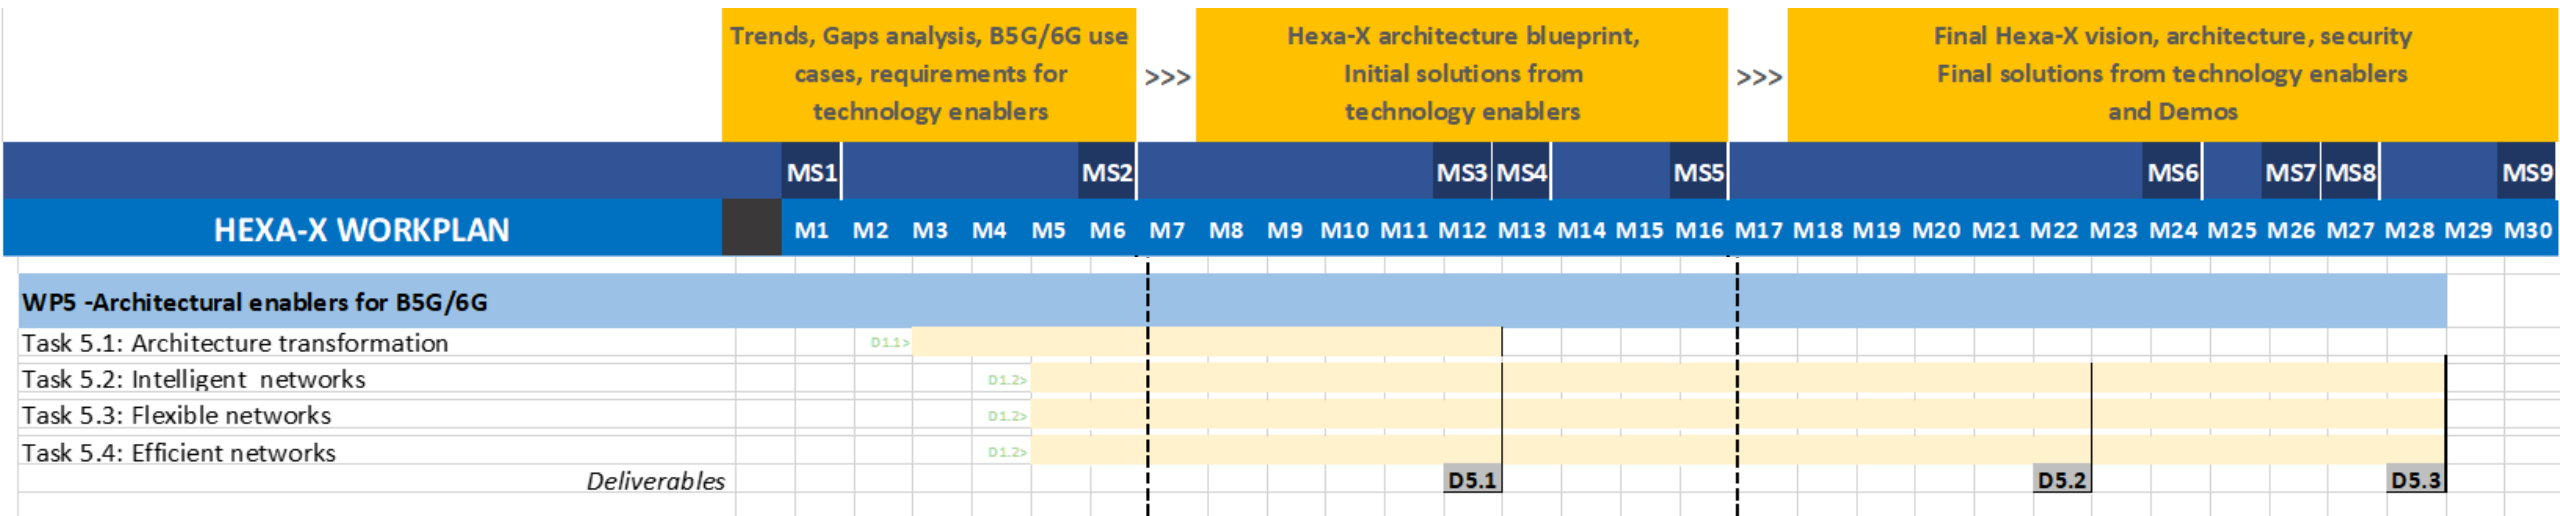 Trends, Gaps analysis, B5G/6G use
cases, requirements for
technology enablers
>>>
Hexa-X architecture blueprint,
Initial solutions from
technology enablers
>>>
Final Hexa-X vision, architecture, security
Final solutions from technology enablers
and Demos
MS1 MS2 MS3 MS4 MS5 MS6 MS7 MS8 MS9
HEXA-X WORKPLAN M1 M2 M3 M4 M5 M6 M7 M8 M9 M10 M11 M12 M13 M14 M15 M16 M17 M18 M19 M20 M21 M22 M23 M24 M25 M26 M27 M28 M29 M30
WP5 -Architectural enablers for B5G/6G
Task 5.1: Architecture transformation D1.1>
Task 5.2: Intelligent  networks D1.2>
Task 5.3: Flexible networks D1.2>
Task 5.4: Efficient networks D1.2>
Deliverables D5.1 D5.2 D5.3